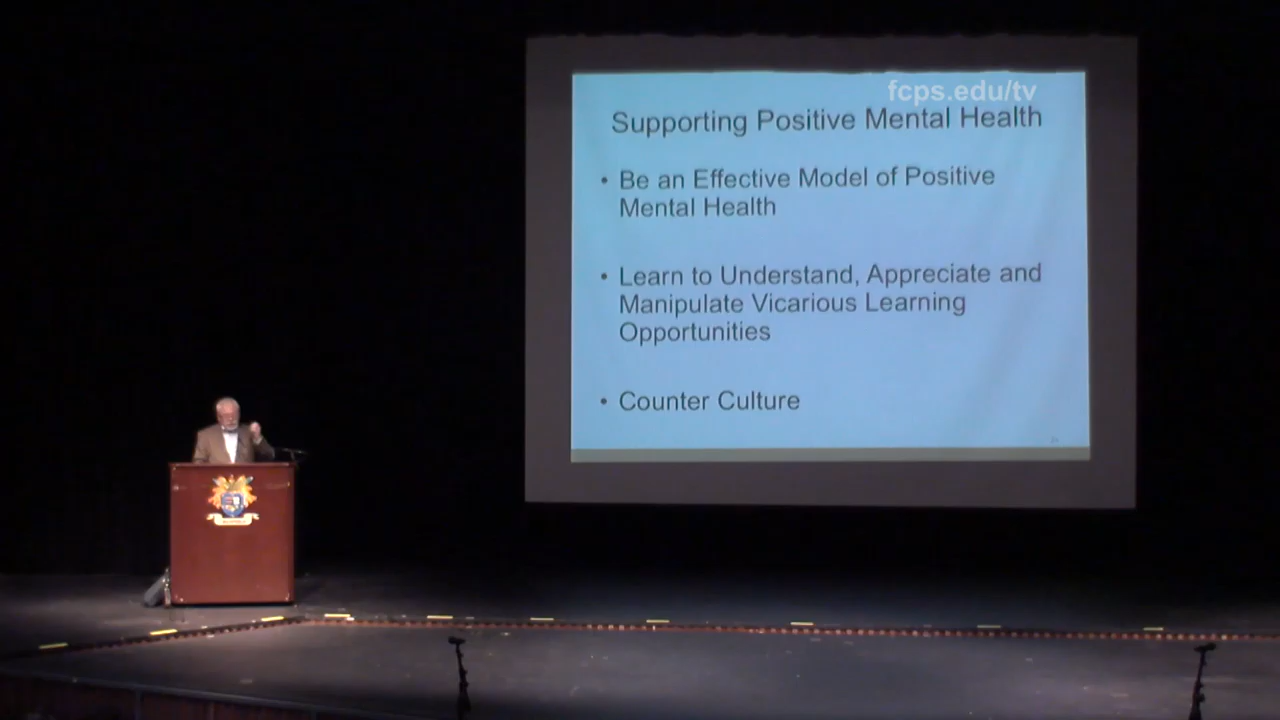 fcps.edu/tv
Supporting Positive Mental Health
• Be an Effective Model of Positive
Mental Health
• Learn to Understand, Appreciate and
Manipulate Vicarious Learning
Opportunities
• Counter Culture